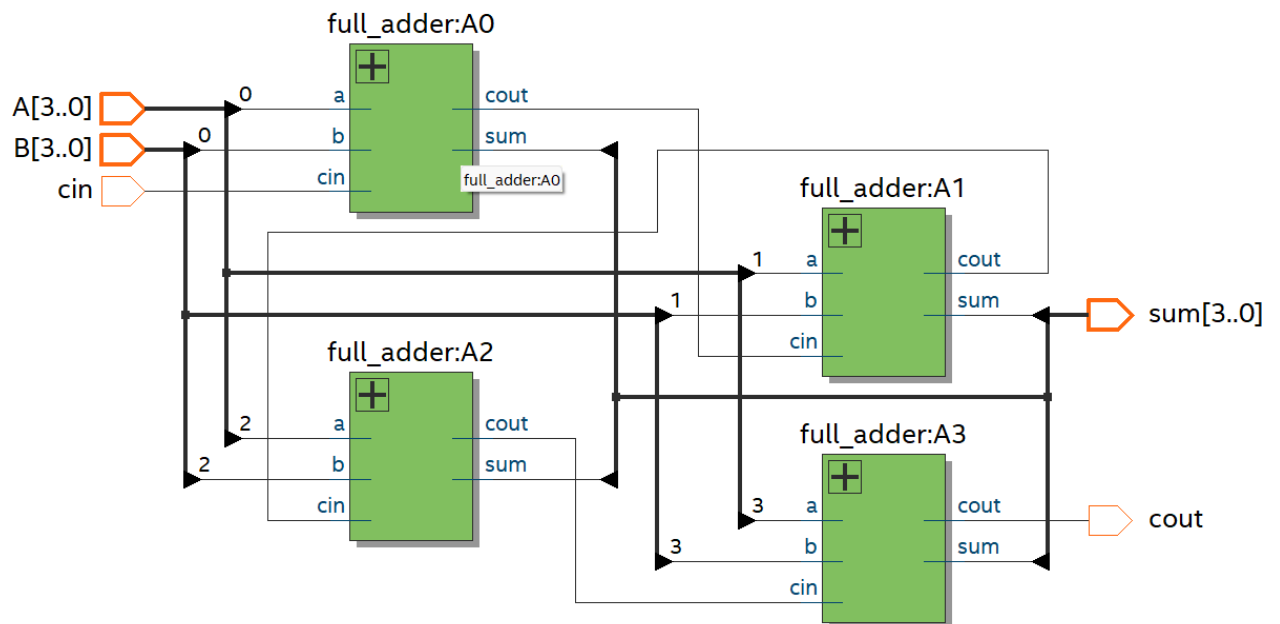 full_adder:A0
A[3..0]
0
a
cout
B[3..0]
0
b
sum
cin
cin
full_adder:A0
full_adder:A1
1
a
cout
1
b
sum
sum[3..0]
cin
full_adder:A2
2
a
cout
2
b
sum
cin
full_adder:A3
3
a
cout
cout
3
b
sum
cin